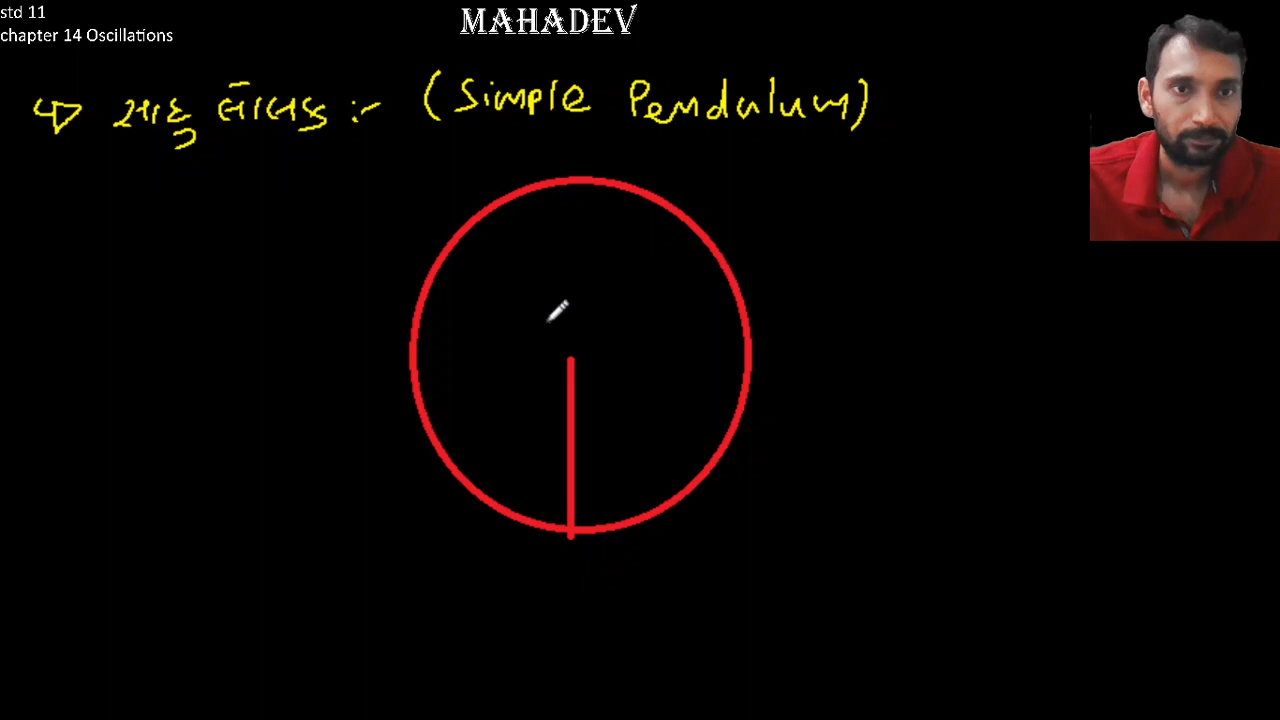 std 11
MAHADEV
chapter 14 Oscillations
સાદુ લોલક :- (Simple Pendulum)